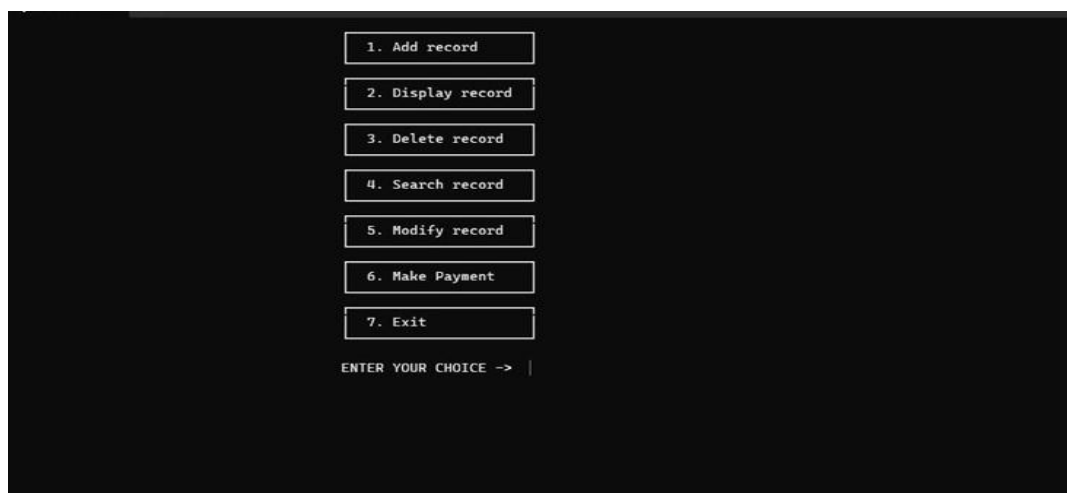 1. Add record
2. Display record
3. Delete record
4. Search record
5. Modify record
6. Make Payment
7. Exit
ENTER YOUR CHOICE ->